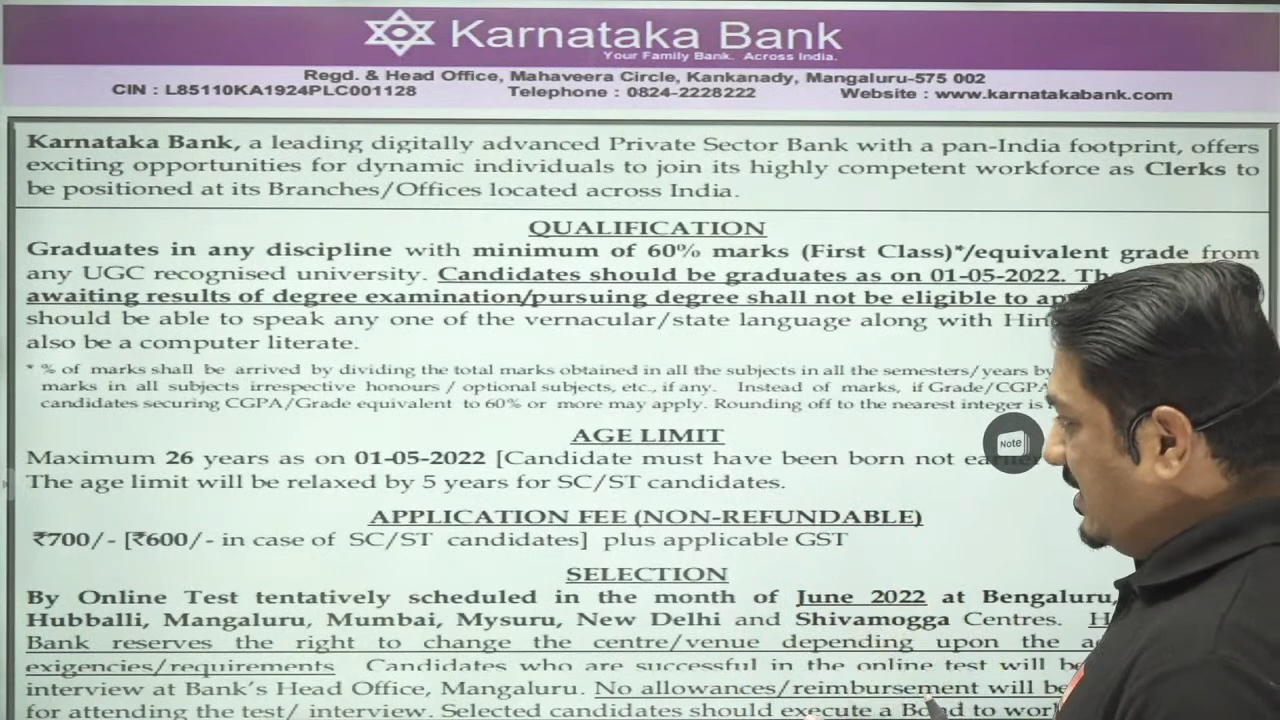 Karnataka Bank
Your Family Bank. Across India.
Regd. & Head Office, Mahaveera Circle, Kankanady, Mangaluru-575 002
CIN : L85110KA1924PLC001128 Telephone : 0824-2228222 Website : www.karnatakabank.com
Karnataka Bank, a leading digitally advanced Private Sector Bank with a pan-India footprint, offers
exciting opportunities for dynamic individuals to join its highly competent workforce as Clerks to
be positioned at its Branches/Offices located across India.
QUALIFICATION
Graduates in any discipline with minimum of 60% marks (First Class)*/equivalent grade from
any UGC recognised university. Candidates should be graduates as on 01-05-2022.
awaiting results of degree examination/pursuing degree shall not be eligible to
should be able to speak any one of the vernacular/state language along with
also be a computer literate.
* % of marks shall be arrived by dividing the total marks obtained in all the subjects in all the semesters/years by
marks in all subjects irrespective honours / optional subjects, etc., if any. Instead of marks, if Grade/CGPA
candidates securing CGPA/Grade equivalent to 60% or more may apply. Rounding off to the nearest integer is
Note
AGE LIMIT
Maximum 26 years as on 01-05-2022 [Candidate must have been born not
The age limit will be relaxed by 5 years for SC/ST candidates.
APPLICATION FEE (NON-REFUNDABLE)
₹700/- [₹600/- in case of SC/ST candidates] plus applicable GST
SELECTION
By Online Test tentatively scheduled in the month of June 2022 at Bengaluru,
Hubballi, Mangaluru, Mumbai, Mysuru, New Delhi and Shivamogga Centres.
Bank reserves the right to change the centre/venue depending upon the
exigencies/requirements Candidates who are successful in the online test will
interview at Bank's Head Office, Mangaluru. No allowances/reimbursement will be
for attending the test/ interview. Selected candidates should execute a Bond to